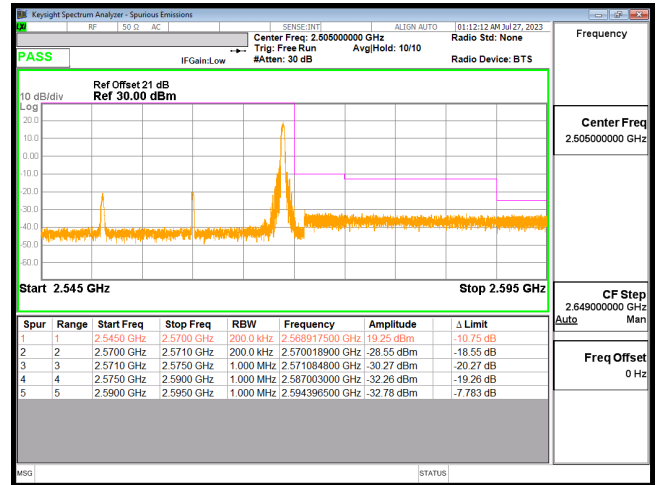 Keysight Spectrum Analyzer - Spurious Emissions
RF 50 Ω AC SENSE:INT ALIGN AUTO 01:12:12 AM Jul 27, 2023
Center Freq: 2.505000000 GHz Radio Std: None
Trig: Free Run Avg|Hold: 10/10
PASS IFGain:Low #Atten: 30 dB Radio Device: BTS
Ref Offset 21 dB
10 dB/div Ref 30.00 dBm
Log
20.0
10.0
0.00
-10.0
-20.0
-30.0
-40.0
-50.0
-60.0
Start 2.545 GHz Stop 2.595 GHz
Spur Range Start Freq Stop Freq RBW Frequency Amplitude Δ Limit
1 1 2.5450 GHz 2.5700 GHz 200.0 kHz 2.568917500 GHz 19.25 dBm -10.75 dB
2 2 2.5700 GHz 2.5710 GHz 200.0 kHz 2.570018900 GHz -28.55 dBm -18.55 dB
3 3 2.5710 GHz 2.5750 GHz 1.000 MHz 2.571084800 GHz -30.27 dBm -20.27 dB
4 4 2.5750 GHz 2.5900 GHz 1.000 MHz 2.587003000 GHz -32.26 dBm -19.26 dB
5 5 2.5900 GHz 2.5950 GHz 1.000 MHz 2.594396500 GHz -32.78 dBm -7.783 dB
MSG STATUS
Frequency
Center Freq
2.505000000 GHz
CF Step
2.649000000 GHz
Auto Man
Freq Offset
0 Hz